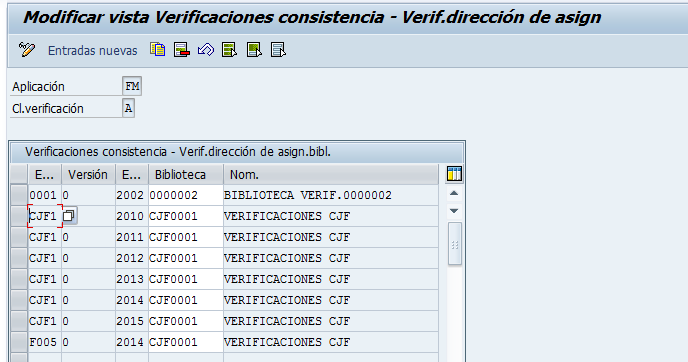 Modificar vista Verificaciones consistencia - Verif.dirección de asign
Entradas nuevas
Aplicación FM
Cl.verificación A
Verificaciones consistencia - Verif.dirección de asign.bibl.
E... Versión E... Biblioteca Nom.
0001 0 2002 0000002 BIBLIOTECA VERIF.0000002
CJF1 2010 CJF0001 VERIFICACIONES CJF
CJF1 0 2011 CJF0001 VERIFICACIONES CJF
CJF1 0 2012 CJF0001 VERIFICACIONES CJF
CJF1 0 2013 CJF0001 VERIFICACIONES CJF
CJF1 0 2014 CJF0001 VERIFICACIONES CJF
CJF1 0 2015 CJF0001 VERIFICACIONES CJF
F005 0 2014 CJF0001 VERIFICACIONES CJF